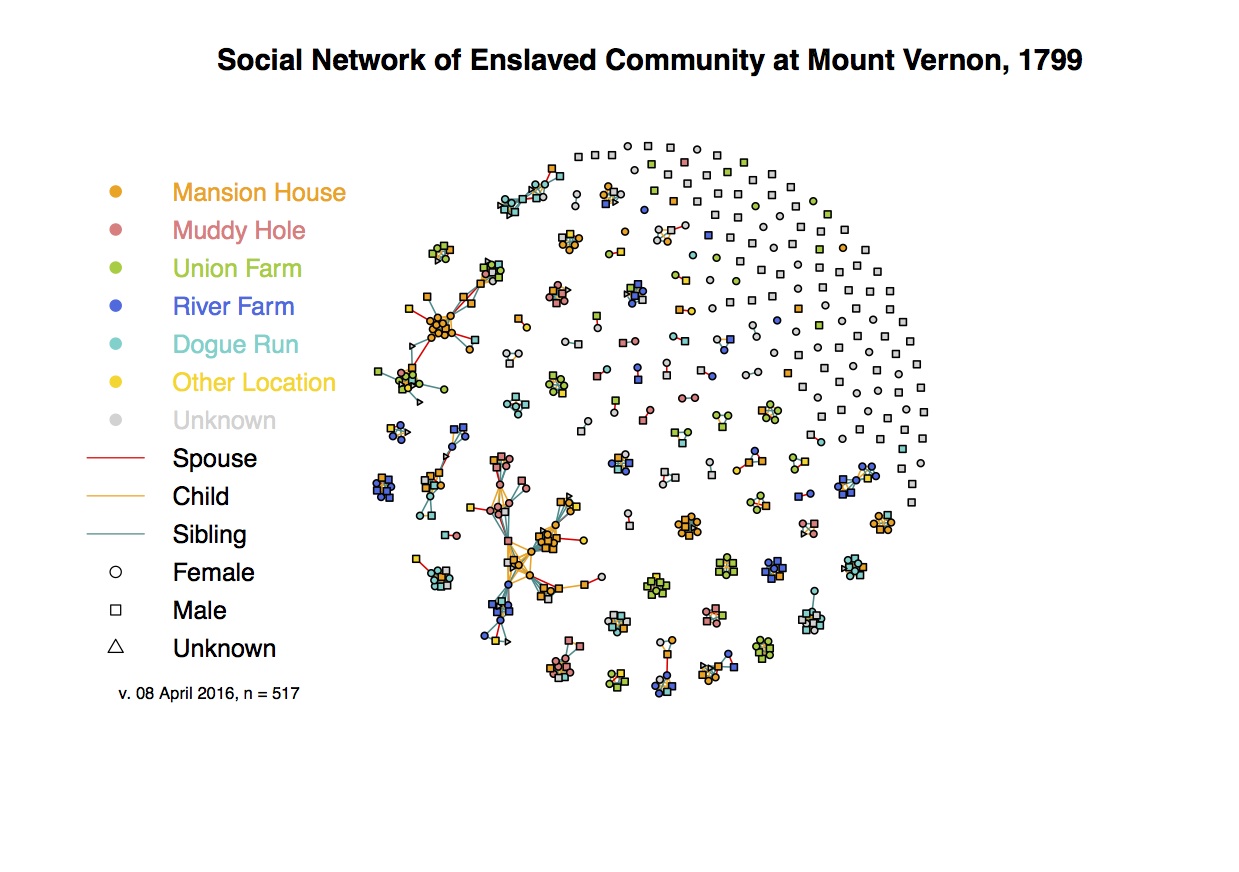 Social Network of Enslaved Community at Mount Vernon, 1799
Mansion House
Muddy Hole
Union Farm
River Farm
Dogue Run
Other Location
Unknown
Spouse
Child
Sibling
Female
Male
Unknown
v. 08 April 2016, n = 517